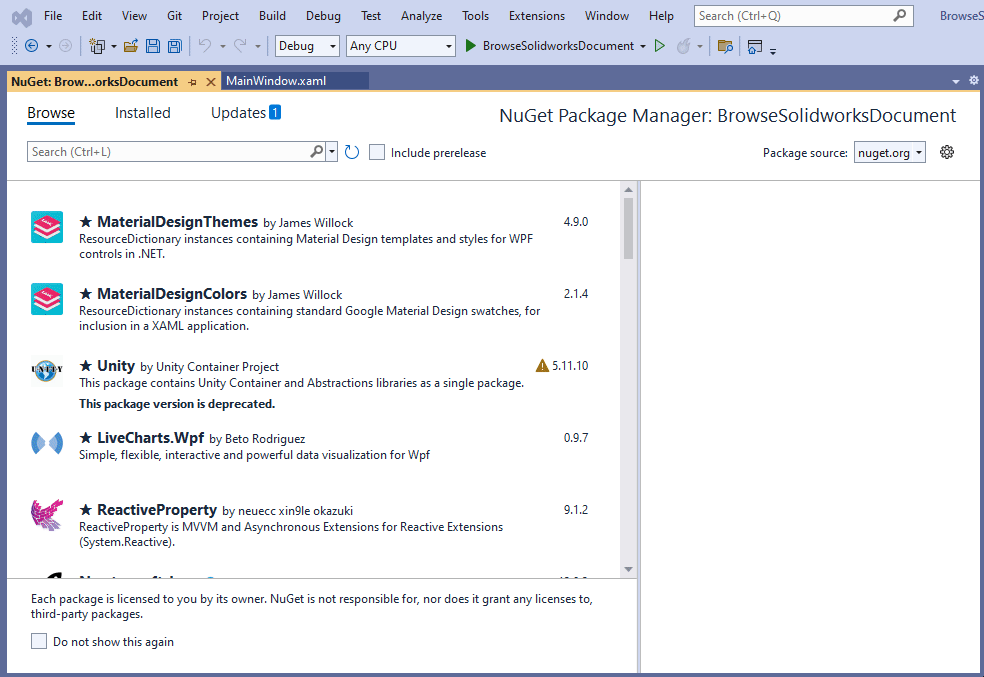 File Edit View Git Project Build Debug Test Analyze Tools Extensions Window Help Search (Ctrl+Q) BrowseS
Debug Any CPU BrowseSolidworksDocument
NuGet: Brow...orksDocument MainWindow.xaml
Browse Installed Updates 1 NuGet Package Manager: BrowseSolidworksDocument
Search (Ctrl+L) Include prerelease Package source: nuget.org
★ MaterialDesignThemes by James Willock 4.9.0
ResourceDictionary instances containing Material Design templates and styles for WPF
controls in .NET.
★ MaterialDesignColors by James Willock 2.1.4
ResourceDictionary instances containing standard Google Material Design swatches, for
inclusion in a XAML application.
UNITY ★ Unity by Unity Container Project 5.11.10
This package contains Unity Container and Abstractions libraries as a single package.
This package version is deprecated.
★ LiveCharts.Wpf by Beto Rodriguez 0.9.7
Simple, flexible, interactive and powerful data visualization for Wpf
★ ReactiveProperty by neuecc xin9le okazuki 9.1.2
ReactiveProperty is MVVM and Asynchronous Extensions for Reactive Extensions
(System.Reactive).
Each package is licensed to you by its owner. NuGet is not responsible for, nor does it grant any licenses to,
third-party packages.
Do not show this again